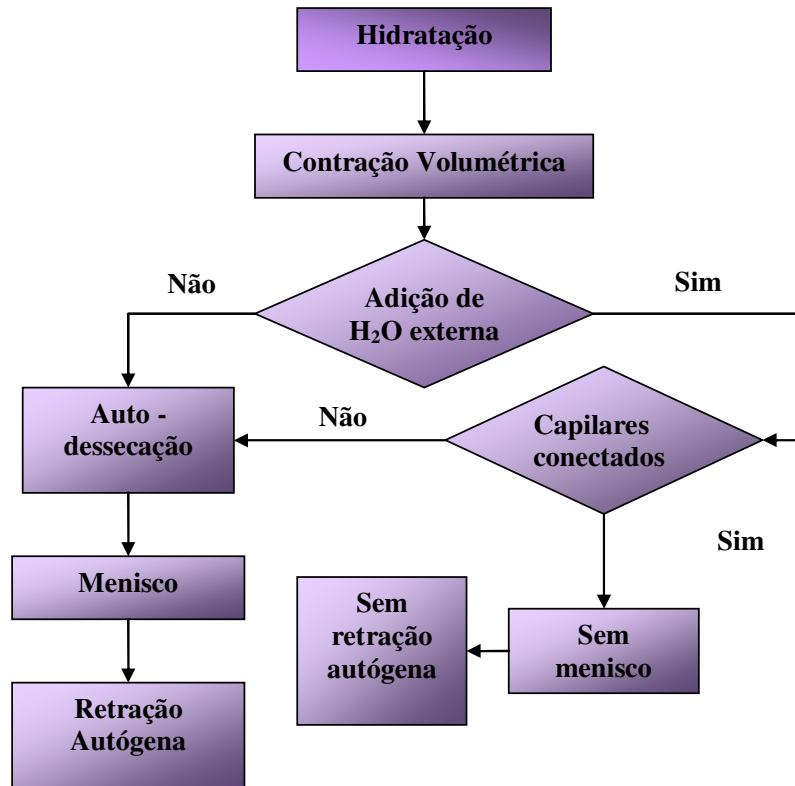 Hidratação
Contração Volumétrica
Não
Sim
Adição de
H₂O externa
Auto -
dessecação
Não
Capilares
conectados
Sim
Menisco
Sem
retração
autógena
Sem
menisco
Retração
Autógena